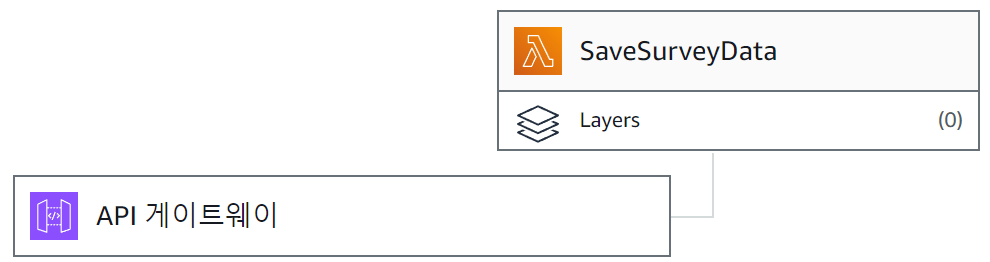 SaveSurveyData
Layers (0)
API 게이트웨이